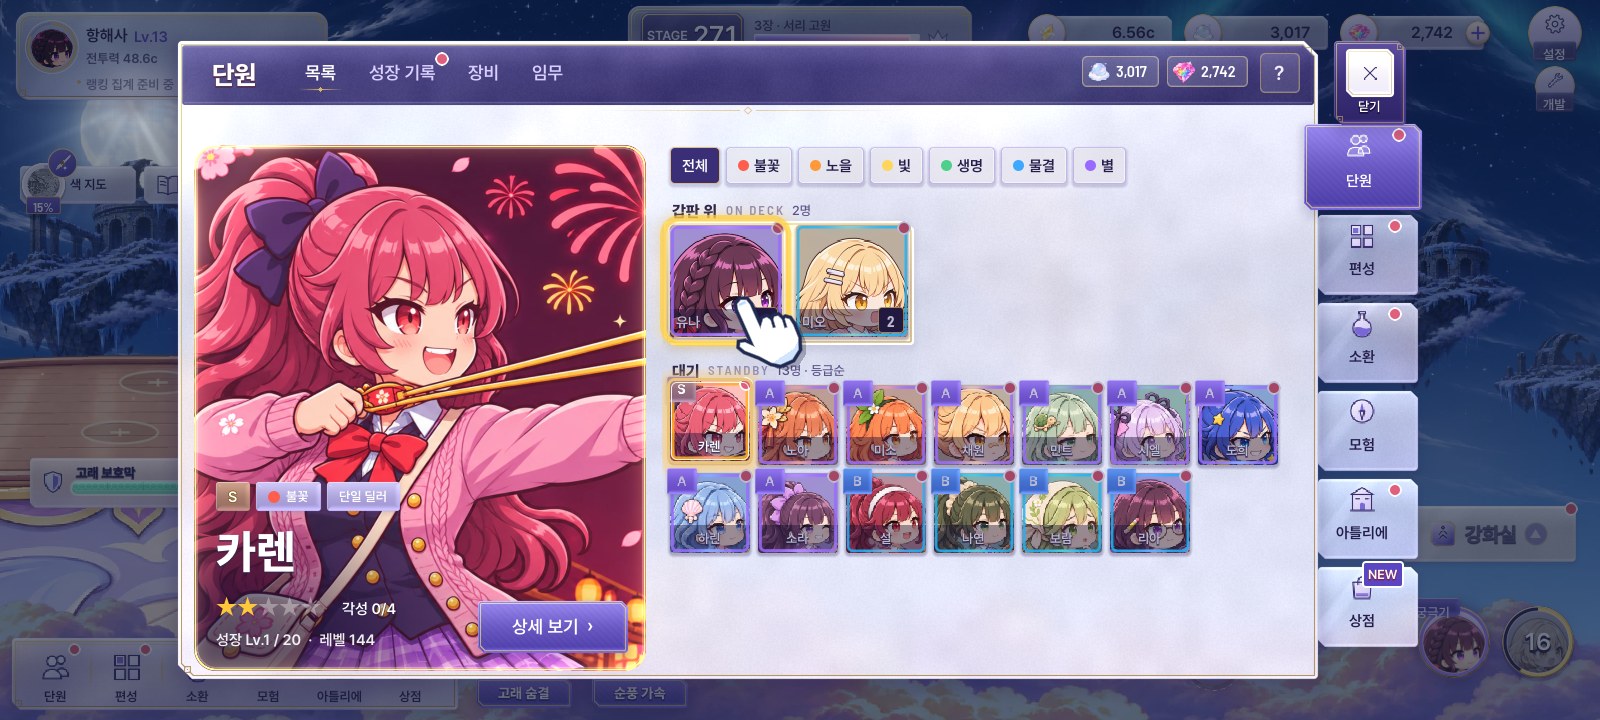 항해사 Lv.13
전투력 48.6c
랭킹 집계 준비 중
STAGE 271
3장 · 서리 고원
6.56c
3,017
2,742
설정
개발
단원
목록
성장 기록
장비
임무
3,017
2,742
?
닫기
색 지도
15%
전체
불꽃
노을
빛
생명
물결
별
갑판 위 ON DECK 2명
유나
미오
2
대기 STANDBY 13명 · 등급순
S
카렌
A
노아
A
미소
A
재원
A
민트
A
시엘
A
도희
A
하린
A
소라
B
설
B
나연
B
보람
B
리아
S
불꽃
단일 딜러
카렌
각성 0/4
성장 Lv.1 / 20 · 레벨 144
상세 보기 ›
단원
편성
소환
모험
아틀리에
NEW
상점
고래 보호막
강화실
궁극기
16
단원
편성
소환
모험
아틀리에
상점
고래 숨결
순풍 가속